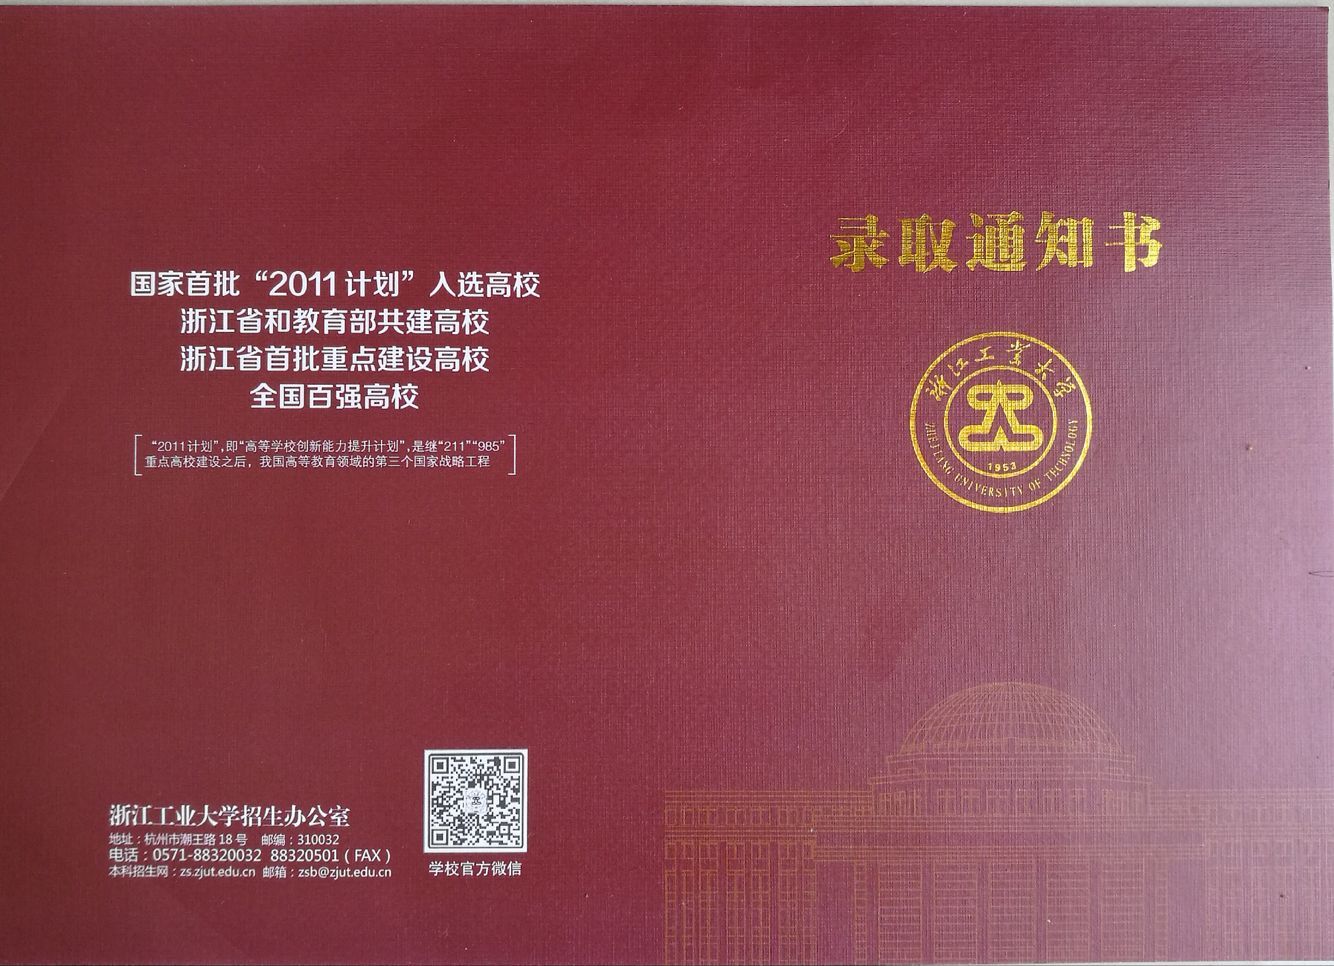 国家首批“2011计划”入选高校
浙江省和教育部共建高校
浙江省首批重点建设高校
全国百强高校
“2011计划”,即“高等学校创新能力提升计划”,是继“211”“985”
重点高校建设之后，我国高等教育领域的第三个国家战略工程
浙江工业大学招生办公室
地址：杭州市潮王路18号 邮编：310032
电话：0571-88320032 88320501（FAX）
本科招生网：zs.zjut.edu.cn 邮箱：zsb@zjut.edu.cn
学校官方微信
录取通知书
浙江工業大学
1953
ZHEJIANG UNIVERSITY OF TECHNOLOGY